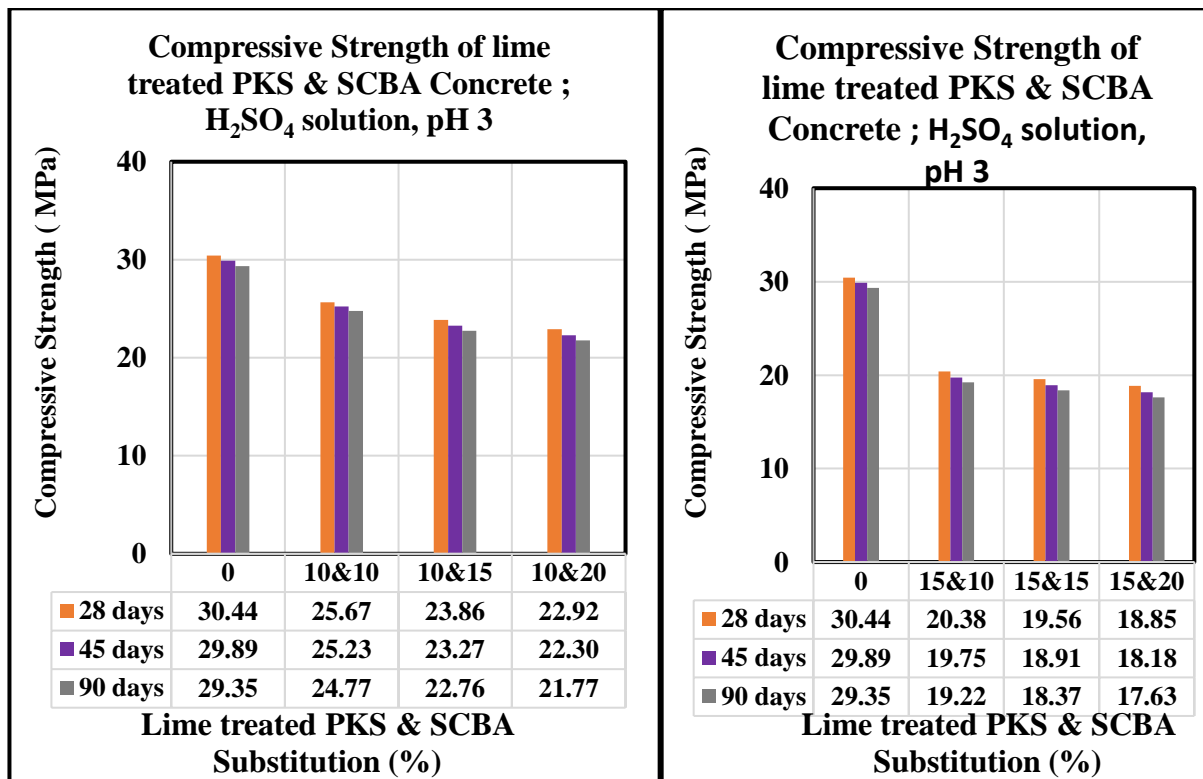 Compressive Strength of lime
treated PKS & SCBA Concrete ;
H₂SO₄ solution, pH 3
Compressive Strength ( MPa)
40
30
20
10
0
0 10&10 10&15 10&20
28 days 30.44 25.67 23.86 22.92
45 days 29.89 25.23 23.27 22.30
90 days 29.35 24.77 22.76 21.77
Lime treated PKS & SCBA
Substitution (%)
Compressive Strength of
lime treated PKS & SCBA
Concrete ; H₂SO₄ solution,
pH 3
Compressive Strength ( MPa)
40
30
20
10
0
0 15&10 15&15 15&20
28 days 30.44 20.38 19.56 18.85
45 days 29.89 19.75 18.91 18.18
90 days 29.35 19.22 18.37 17.63
Lime treated PKS & SCBA
Substitution (%)